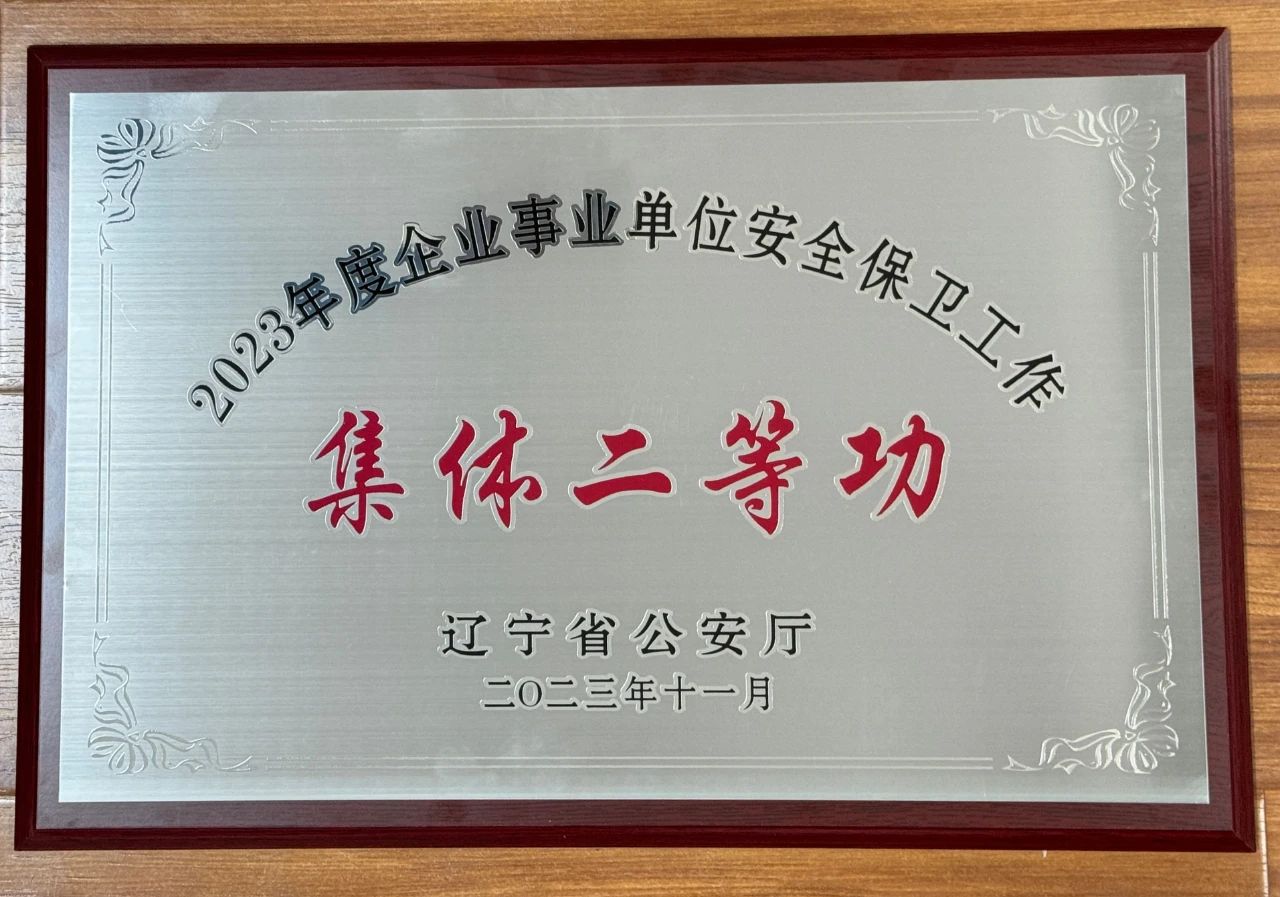 2023年度企业事业单位安全保卫工作
集体二等功
辽宁省公安厅
二〇二三年十一月